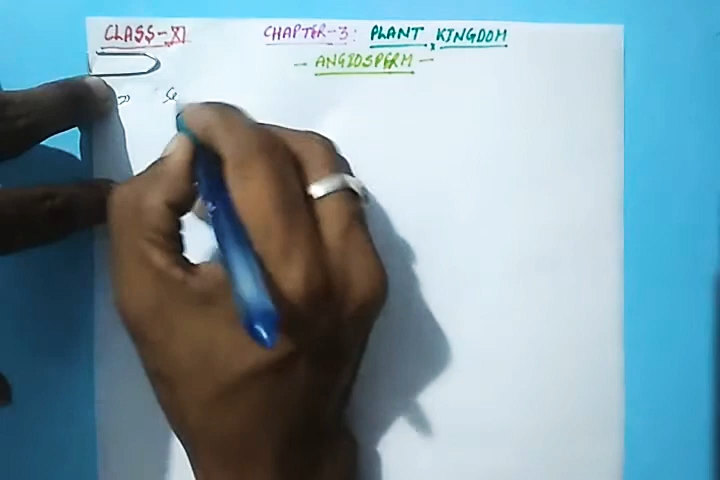 CLASS-XI CHAPTER-3: PLANT KINGDOM
- ANGIOSPERM -